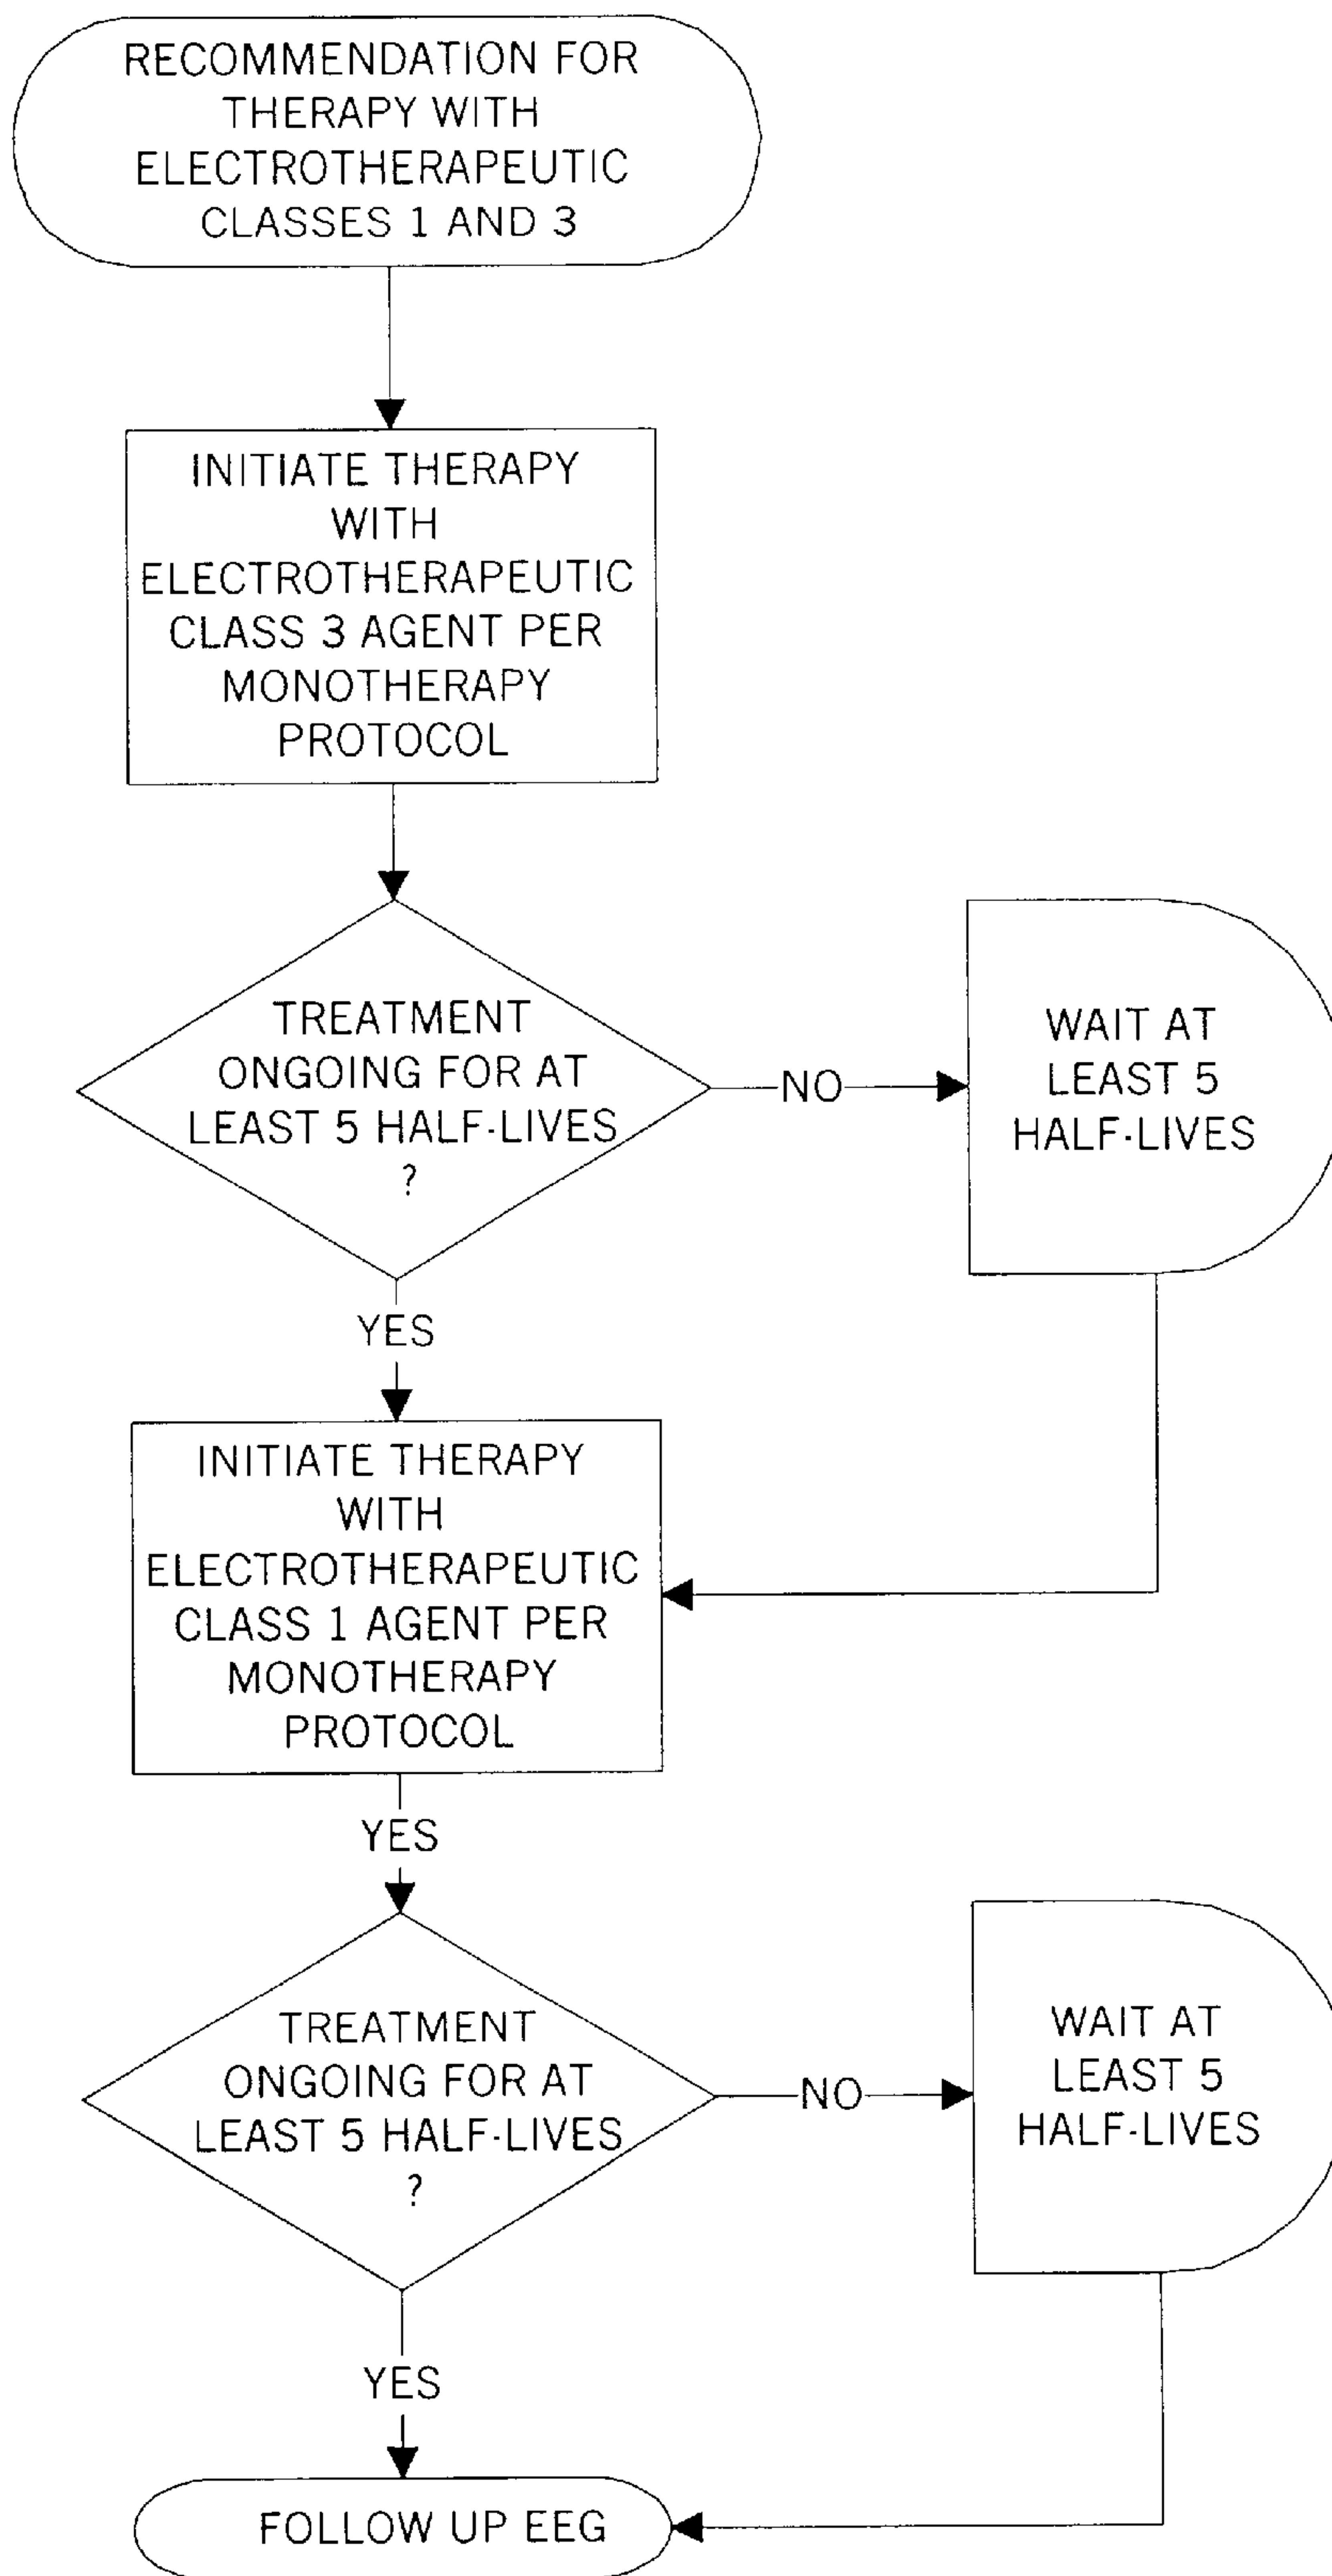 RECOMMENDATION FOR
THERAPY WITH
ELECTROTHERAPEUTIC
CLASSES 1 AND 3
INITIATE THERAPY
WITH
ELECTROTHERAPEUTIC
CLASS 3 AGENT PER
MONOTHERAPY
PROTOCOL
TREATMENT
ONGOING FOR AT
LEAST 5 HALF-LIVES
?
NO
WAIT AT
LEAST 5
HALF-LIVES
YES
INITIATE THERAPY
WITH
ELECTROTHERAPEUTIC
CLASS 1 AGENT PER
MONOTHERAPY
PROTOCOL
YES
TREATMENT
ONGOING FOR AT
LEAST 5 HALF-LIVES
?
NO
WAIT AT
LEAST 5
HALF-LIVES
YES
FOLLOW UP EEG